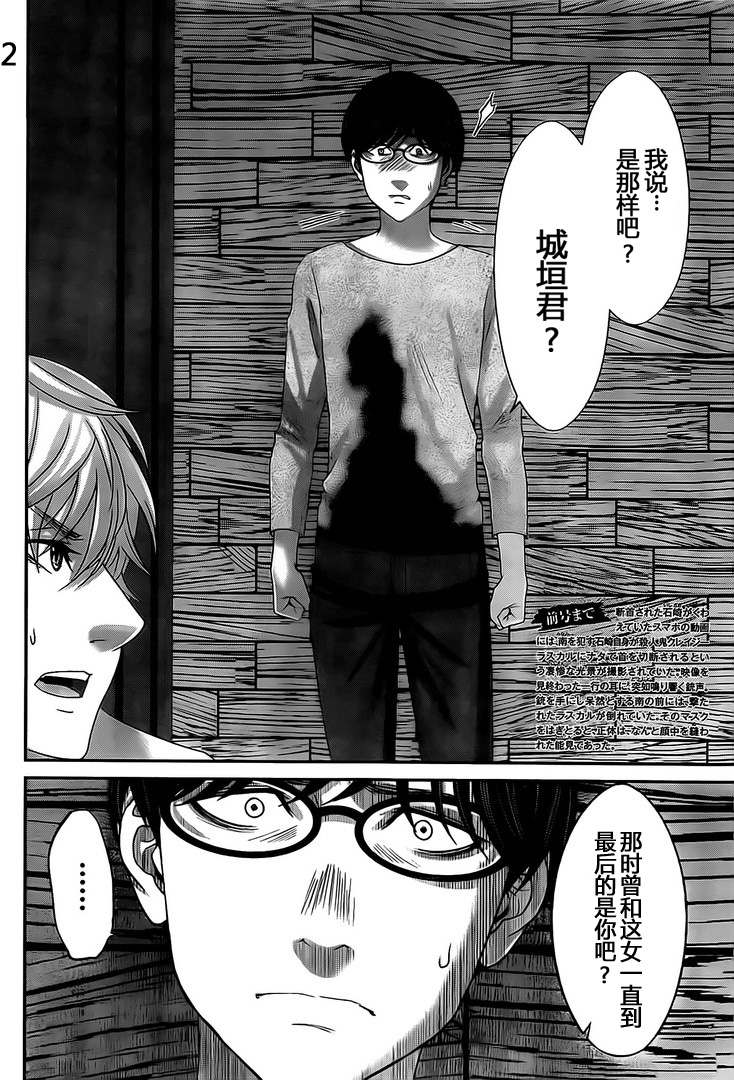 2
我说…
是那样吧？
城垣君？
前号まで
斬首された石崎がくわ
えていたスマホの動画
には、南を犯す石崎自身が殺人鬼クレイジー
ラスカルにナタで首を切断されるとい
う凄惨な光景が撮影されていた。映像を
見終わった一行の耳に、突如鳴り響く銃声。
銃を手にし呆然とする南の前には、撃た
れたラスカルが倒れていた。そのマスク
をはぎとると、正体は、なんと顔中を縫わ
れた能見であった。
那时曾和这女一直到
最后的是你吧？
……